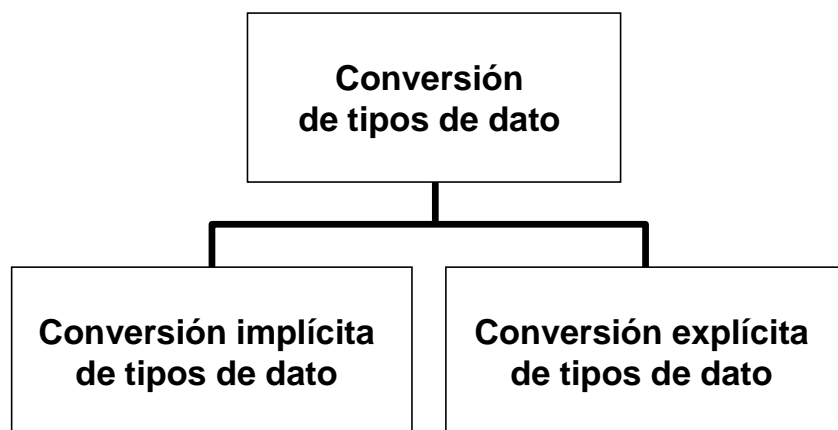 Conversión
de tipos de dato
Conversión implícita
de tipos de dato
Conversión explícita
de tipos de dato